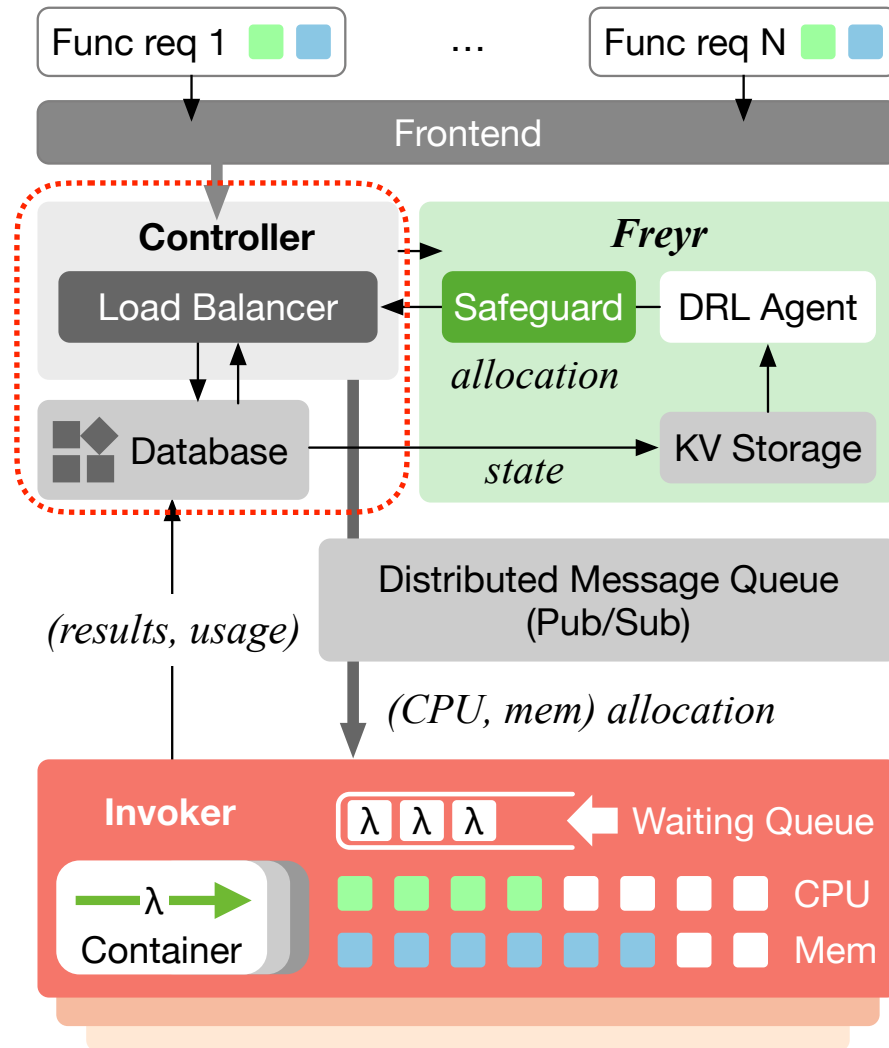 Func req 1
...
Func req N
Frontend
Controller
Freyr
Load Balancer
Safeguard
DRL Agent
allocation
Database
KV Storage
state
Distributed Message Queue
(Pub/Sub)
(results, usage)
(CPU, mem) allocation
Invoker
λ λ λ
Waiting Queue
λ
Container
CPU
Mem